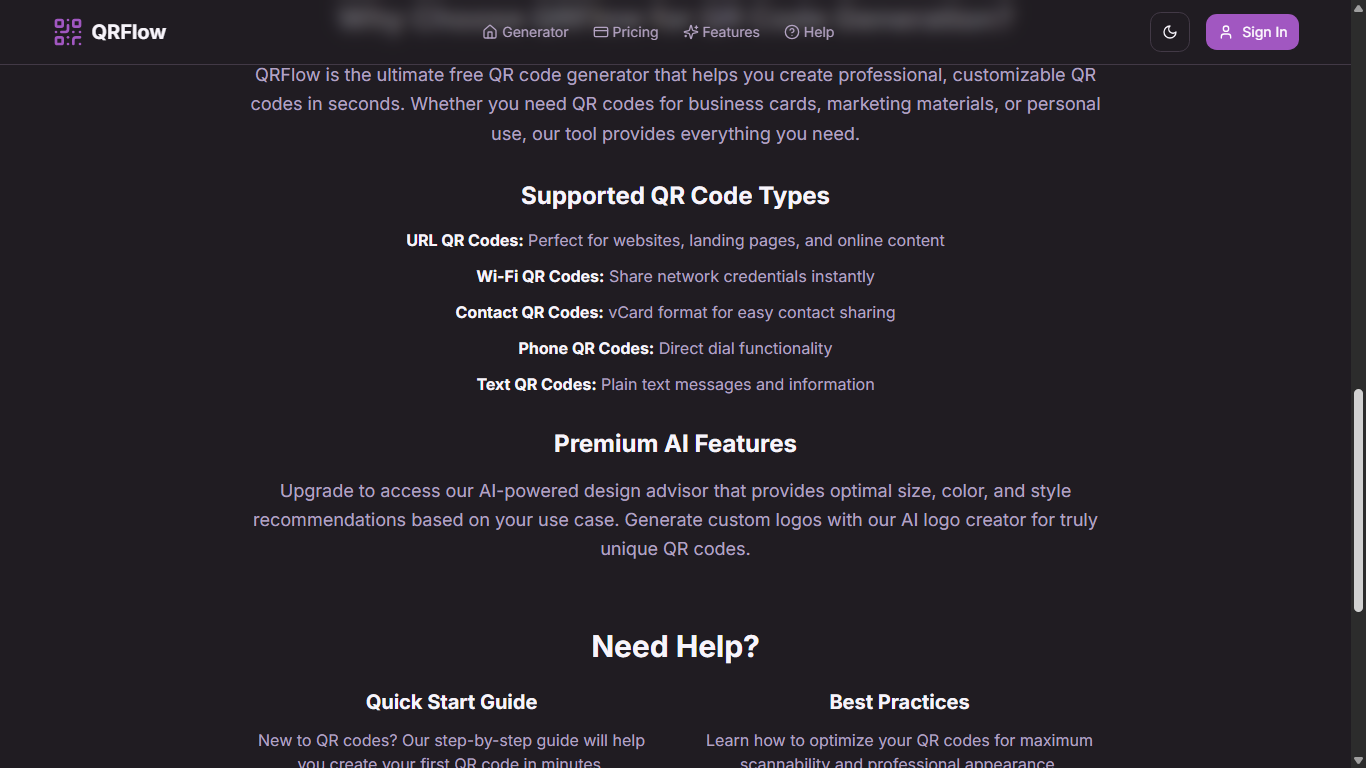 QRFlow
Generator
Pricing
Features
Help
Sign In
QRFlow is the ultimate free QR code generator that helps you create professional, customizable QR
codes in seconds. Whether you need QR codes for business cards, marketing materials, or personal
use, our tool provides everything you need.
Supported QR Code Types
URL QR Codes: Perfect for websites, landing pages, and online content
Wi-Fi QR Codes: Share network credentials instantly
Contact QR Codes: vCard format for easy contact sharing
Phone QR Codes: Direct dial functionality
Text QR Codes: Plain text messages and information
Premium AI Features
Upgrade to access our AI-powered design advisor that provides optimal size, color, and style
recommendations based on your use case. Generate custom logos with our AI logo creator for truly
unique QR codes.
Need Help?
Quick Start Guide
New to QR codes? Our step-by-step guide will help
you create your first QR code in minutes
Best Practices
Learn how to optimize your QR codes for maximum
scannability and professional appearance